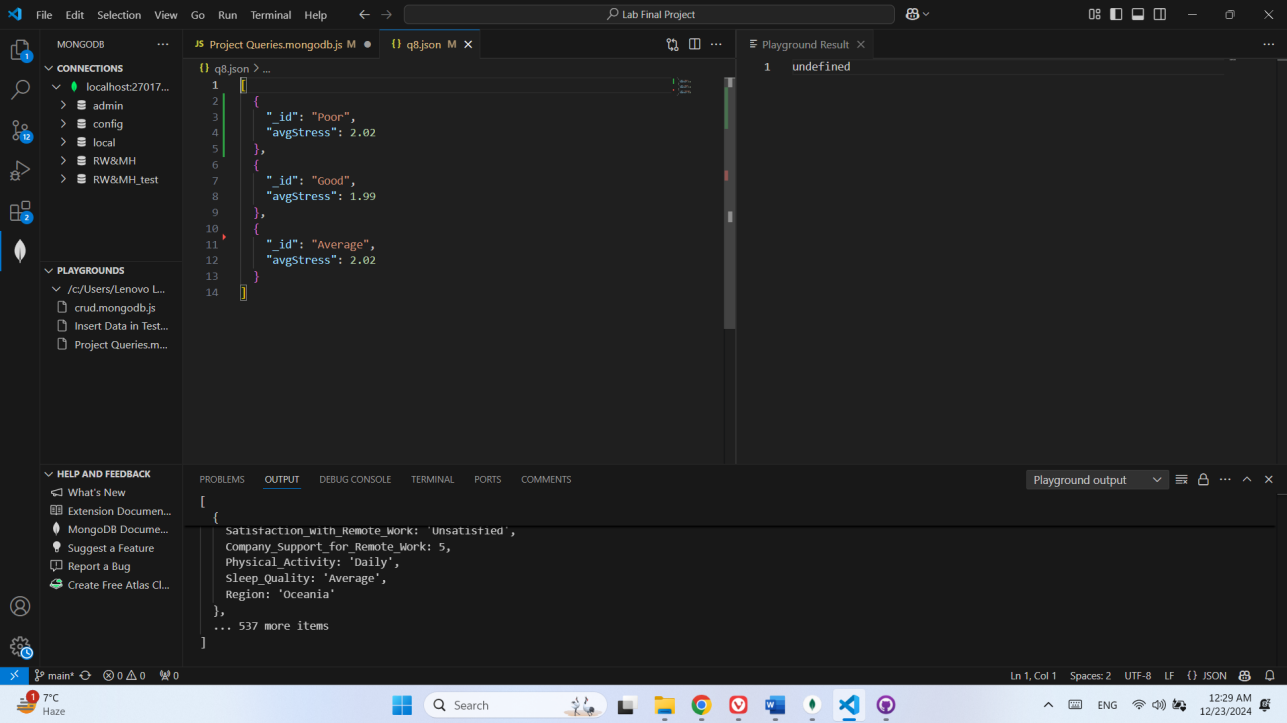 File Edit Selection View Go Run Terminal Help
Lab Final Project
MONGODB
CONNECTIONS
localhost:27017...
admin
config
local
RW&MH
RW&MH_test
PLAYGROUNDS
/c:/Users/Lenovo L...
crud.mongodb.js
Insert Data in Test...
Project Queries.m...
HELP AND FEEDBACK
What's New
Extension Documen...
MongoDB Docume...
Suggest a Feature
Report a Bug
Create Free Atlas Cl...
1
12
2
JS Project Queries.mongodb.js M
{} q8.json M
{} q8.json > ...
1 [
2 {
3 "_id": "Poor",
4 "avgStress": 2.02
5 },
6 {
7 "_id": "Good",
8 "avgStress": 1.99
9 },
10 {
11 "_id": "Average",
12 "avgStress": 2.02
13 }
14 ]
Playground Result
1 undefined
PROBLEMS OUTPUT DEBUG CONSOLE TERMINAL PORTS COMMENTS
Playground output
[
{
Satisfaction_with_Remote_Work: 'Unsatisfied',
Company_Support_for_Remote_Work: 5,
Physical_Activity: 'Daily',
Sleep_Quality: 'Average',
Region: 'Oceania'
},
... 537 more items
]
main* 0 0 0
Ln 1, Col 1 Spaces: 2 UTF-8 LF {} JSON
1
7°C
Haze
Search
ENG
12:29 AM
12/23/2024